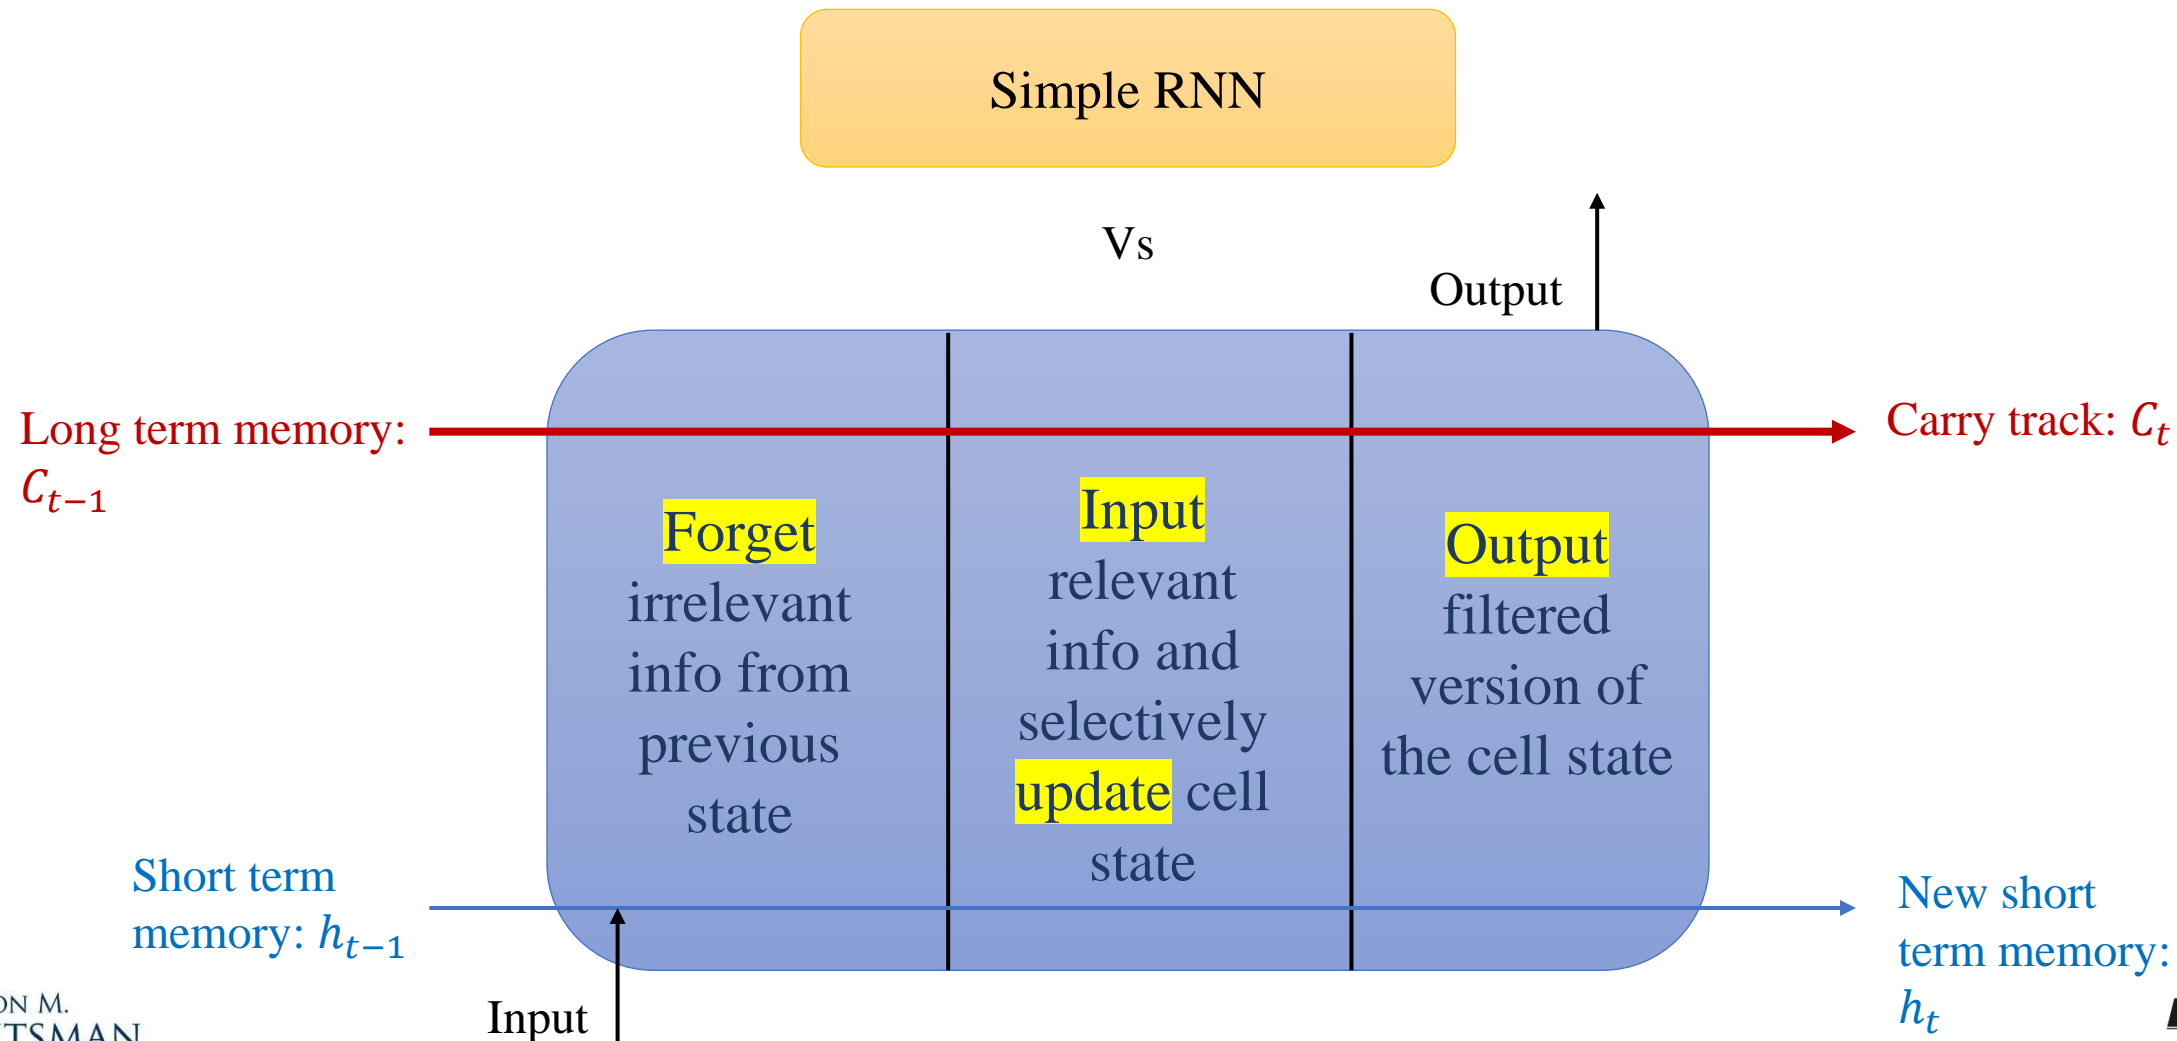 Simple RNN
Vs
Output
Long term memory:
C_{t−1}
Carry track: C_t
Forget
irrelevant
info from
previous
state
Input
relevant
info and
selectively
update cell
state
Output
filtered
version of
the cell state
Short term
memory: h_{t−1}
New short
term memory:
h_t
Input
M.